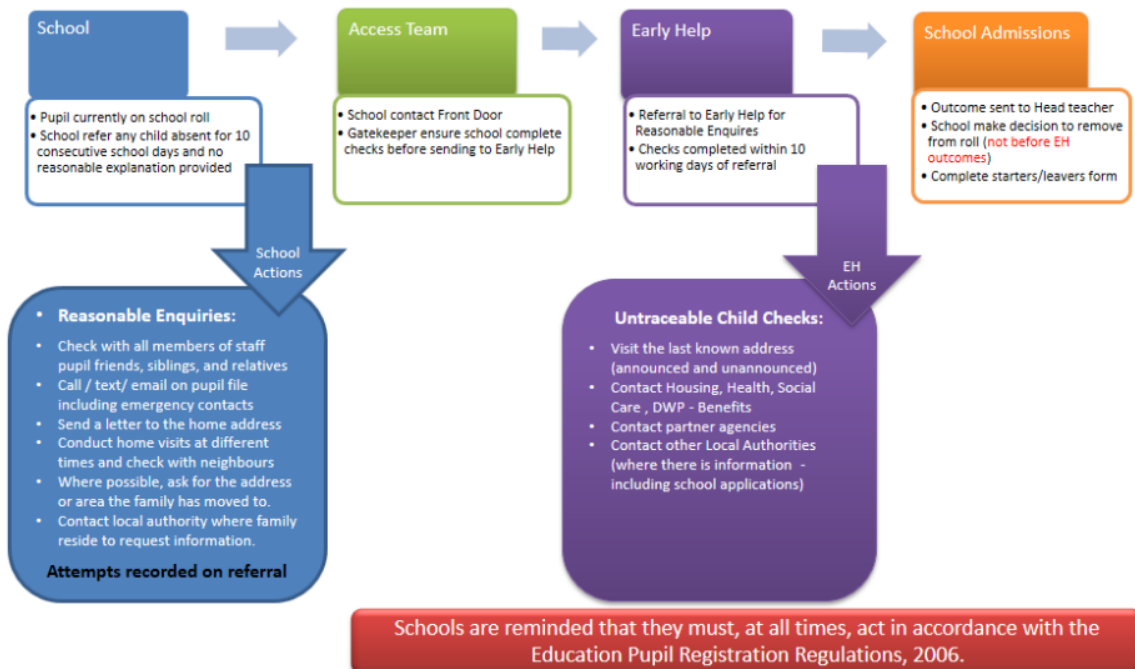 School
• Pupil currently on school roll
• School refer any child absent for 10
consecutive school days and no
reasonable explanation provided
Access Team
• School contact Front Door
• Gatekeeper ensure school complete
checks before sending to Early Help
Early Help
• Referral to Early Help for
Reasonable Enquires
• Checks completed within 10
working days of referral
School Admissions
• Outcome sent to Head teacher
• School make decision to remove
from roll (not before EH
outcomes)
• Complete starters/leavers form
School
Actions
• Reasonable Enquiries:
• Check with all members of staff
pupil friends, siblings, and relatives
• Call / text/ email on pupil file
including emergency contacts
• Send a letter to the home address
• Conduct home visits at different
times and check with neighbours
• Where possible, ask for the address
or area the family has moved to.
• Contact local authority where family
reside to request information.
Attempts recorded on referral
EH
Actions
Untraceable Child Checks:
• Visit the last known address
(announced and unannounced)
• Contact Housing, Health, Social
Care , DWP - Benefits
• Contact partner agencies
• Contact other Local Authorities
(where there is information -
including school applications)
Schools are reminded that they must, at all times, act in accordance with the
Education Pupil Registration Regulations, 2006.